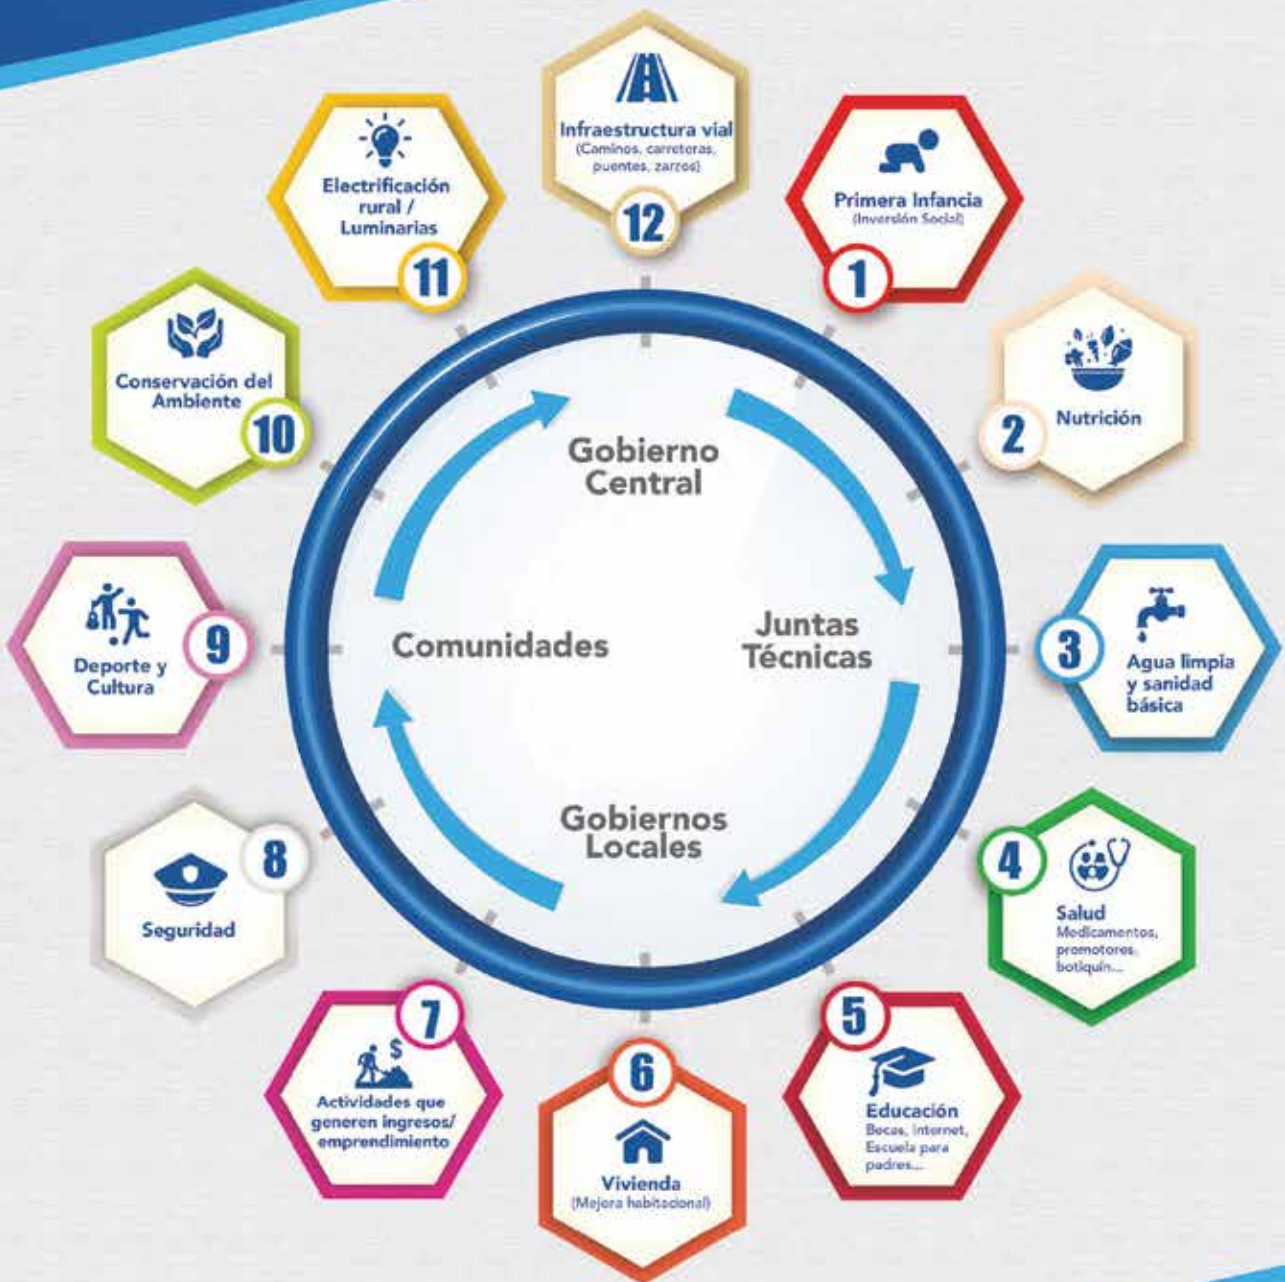 Infraestructura vial
(Caminos, carreteras,
puentes, zarzos)
12
Primera Infancia
(Inversión Social)
1
Nutrición
2
Agua limpia
y sanidad
básica
3
Salud
Medicamentos,
promotores,
botiquín...
4
Educación
Becas, internet,
Escuela para
padres...
5
Vivienda
(Mejora habitacional)
6
Actividades que
generen ingresos/
emprendimiento
7
Seguridad
8
Deporte y
Cultura
9
Conservación del
Ambiente
10
Electrificación
rural /
Luminarias
11
Gobierno
Central
Juntas
Técnicas
Gobiernos
Locales
Comunidades
$